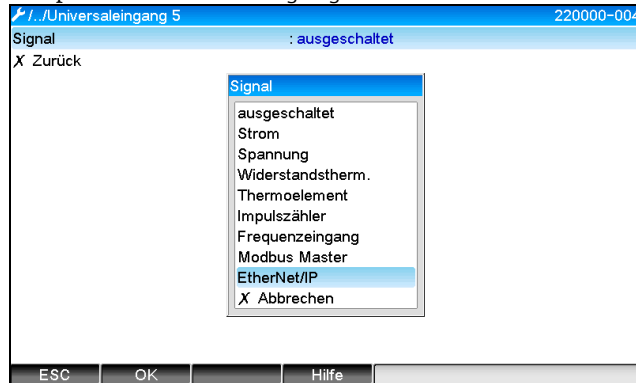 /../Universaleingang 5 220000-004
Signal : ausgeschaltet
X Zurück
Signal
ausgeschaltet
Strom
Spannung
Widerstandstherm.
Thermoelement
Impulszähler
Frequenzeingang
Modbus Master
EtherNet/IP
X Abbrechen
ESC OK Hilfe